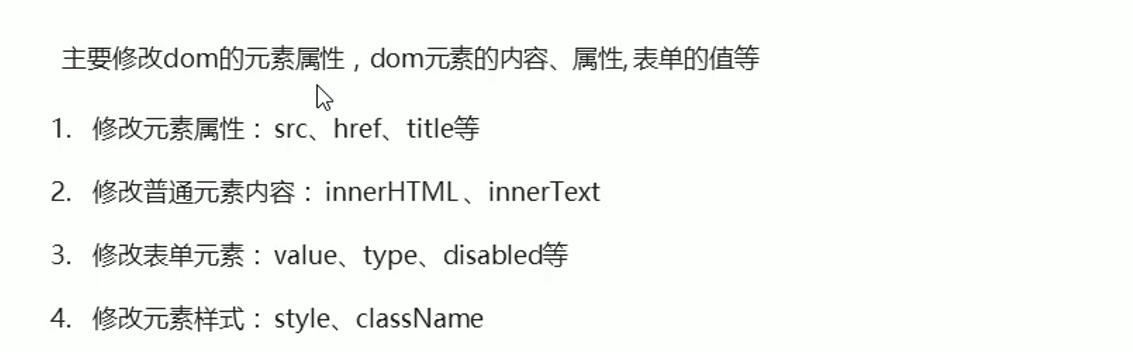 主要修改dom的元素属性，dom元素的内容、属性, 表单的值等
1. 修改元素属性： src、href、title等
2. 修改普通元素内容： innerHTML 、innerText
3. 修改表单元素： value、type、disabled等
4. 修改元素样式： style、className